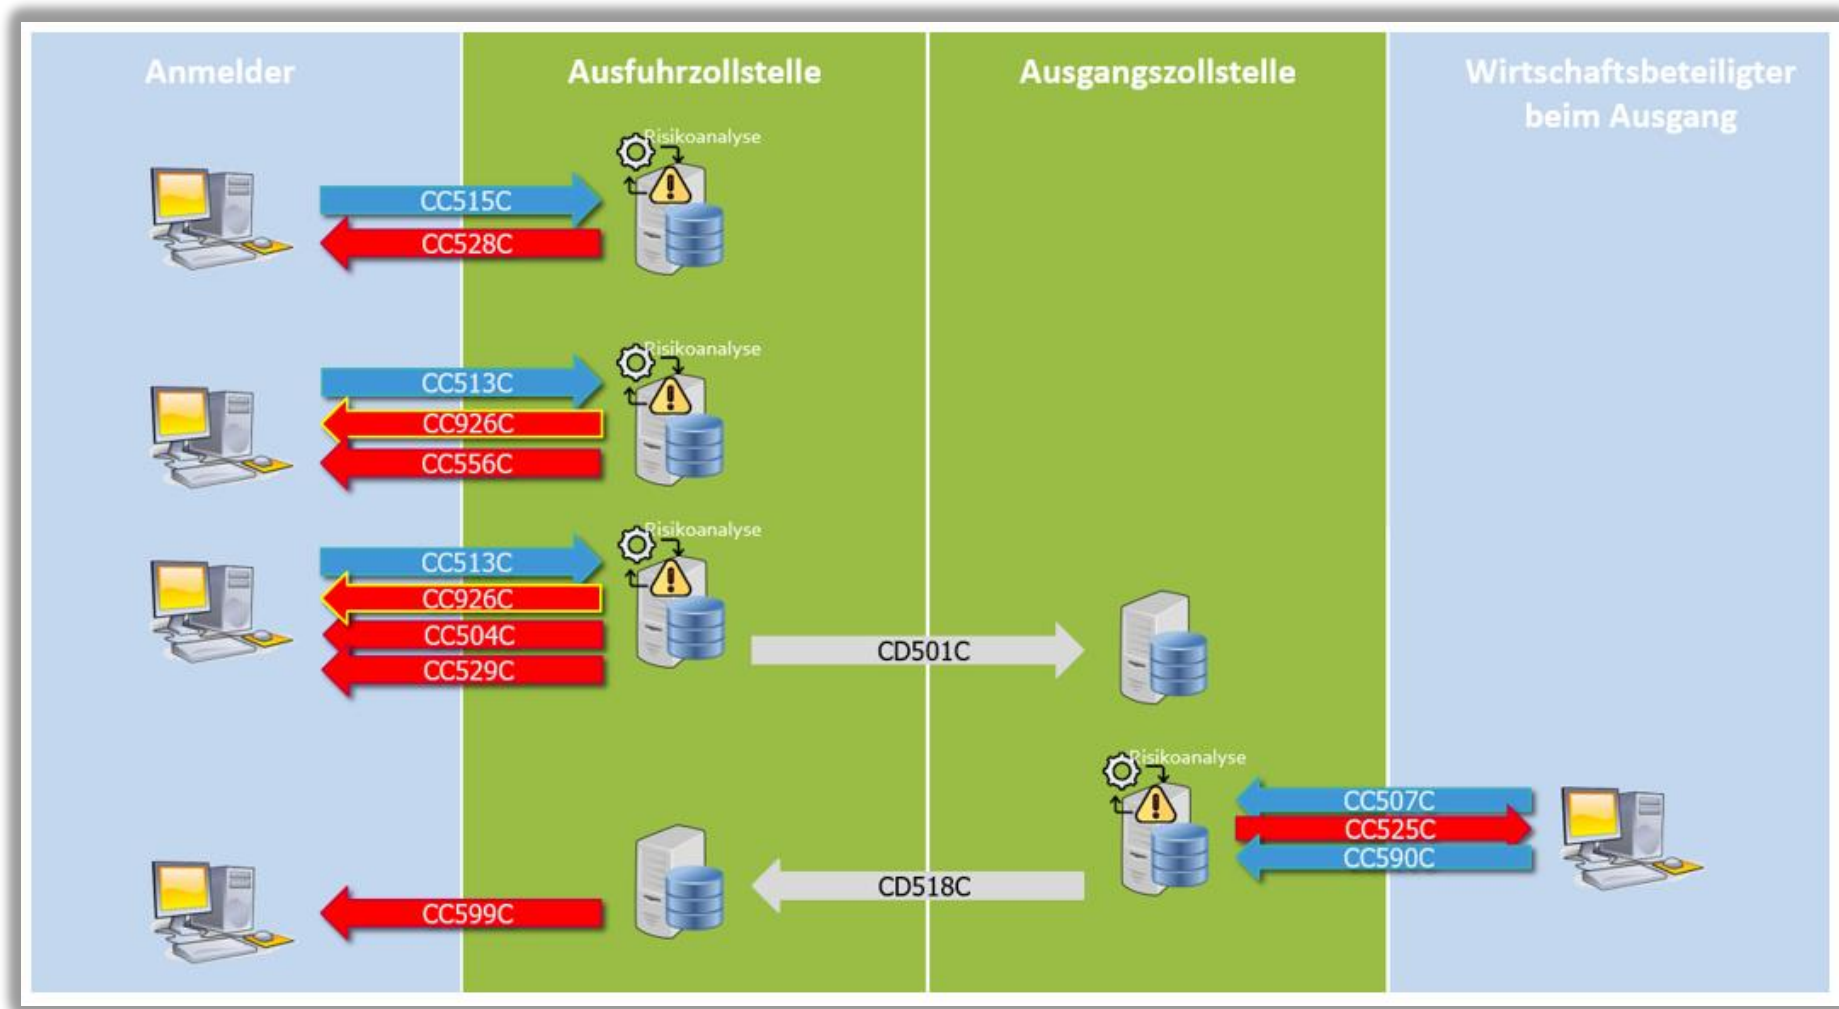 Anmelder
Ausfuhrzollstelle
Ausgangszollstelle
Wirtschaftsbeteiligter
beim Ausgang
Risikoanalyse
CC515C
CC528C
Risikoanalyse
CC513C
CC926C
CC556C
Risikoanalyse
CC513C
CC926C
CC504C
CC529C
CD501C
Risikoanalyse
CC507C
CC525C
CC590C
CD518C
CC599C